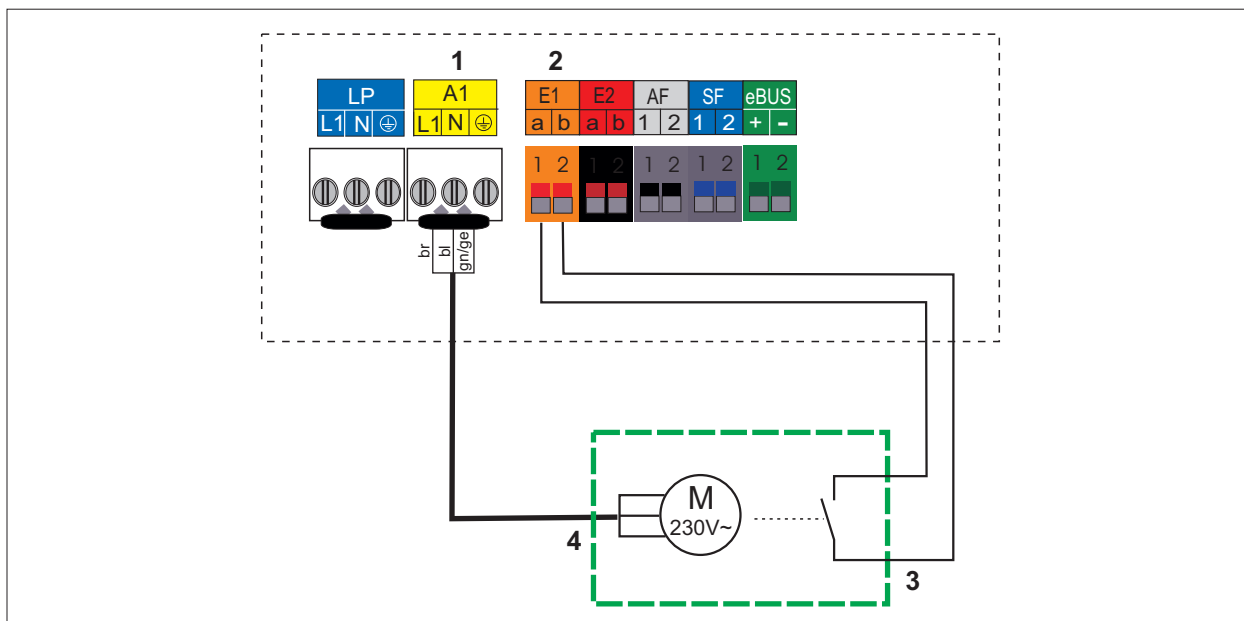 1 2
LP A1 E1 E2 AF SF eBUS
L1 N L1 N a b a b 1 2 1 2 + -
1 2 1 2 1 2 1 2 1 2
br bl gn/ge
M
230V~
4
3